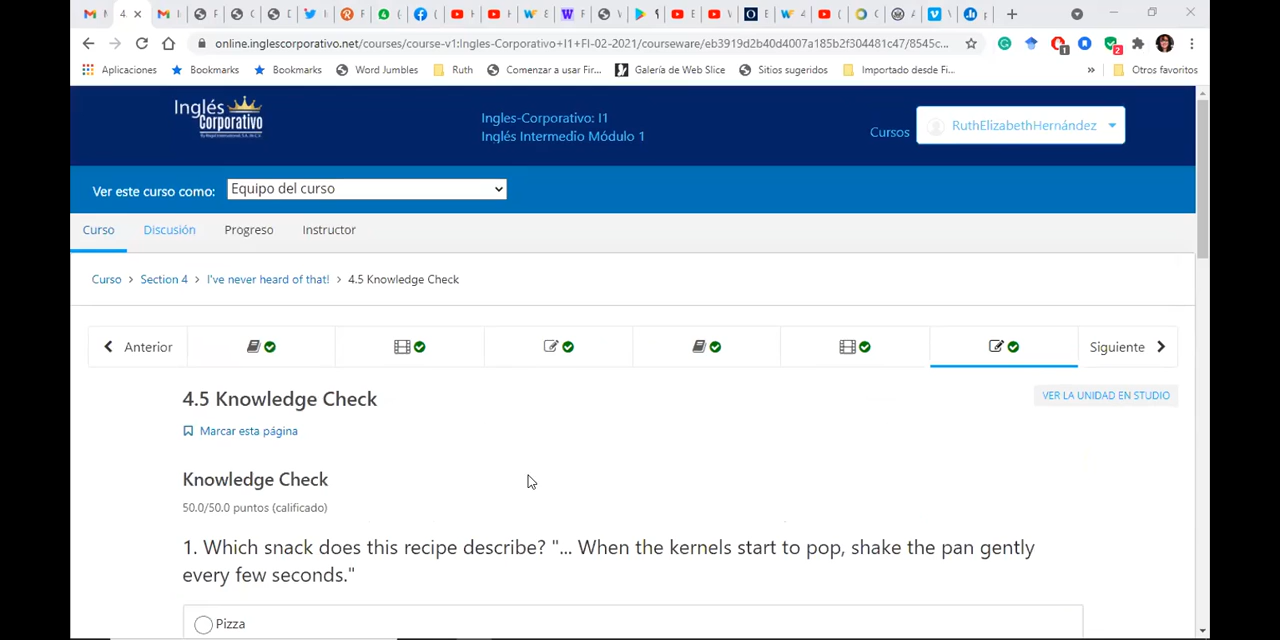 4.
online.inglescorporativo.net/courses/course-v1:Ingles-Corporativo+I1+FI-02-2021/courseware/eb3919d2b40d4007a185b2f304481c47/8545c...
Aplicaciones Bookmarks Bookmarks Word Jumbles Ruth Comenzar a usar Fir... Galería de Web Slice Sitios sugeridos Importado desde Fi... » Otros favoritos
Inglés
Corporativo
Ingles-Corporativo: I1
Inglés Intermedio Módulo 1
Cursos
RuthElizabethHernández
Ver este curso como: Equipo del curso
Curso Discusión Progreso Instructor
Curso > Section 4 > I've never heard of that! > 4.5 Knowledge Check
Anterior Siguiente
4.5 Knowledge Check
VER LA UNIDAD EN STUDIO
Marcar esta página
Knowledge Check
50.0/50.0 puntos (calificado)
1. Which snack does this recipe describe? "... When the kernels start to pop, shake the pan gently
every few seconds."
Pizza